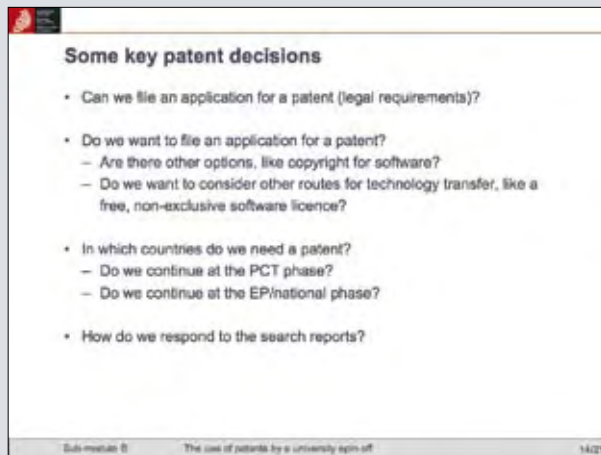 Some key patent decisions
• Can we file an application for a patent (legal requirements)?
• Do we want to file an application for a patent?
– Are there other options, like copyright for software?
– Do we want to consider other routes for technology transfer, like a
free, non-exclusive software licence?
• In which countries do we need a patent?
– Do we continue at the PCT phase?
– Do we continue at the EP/national phase?
• How do we respond to the search reports?
Sub-module B The use of patents by a university spin-off